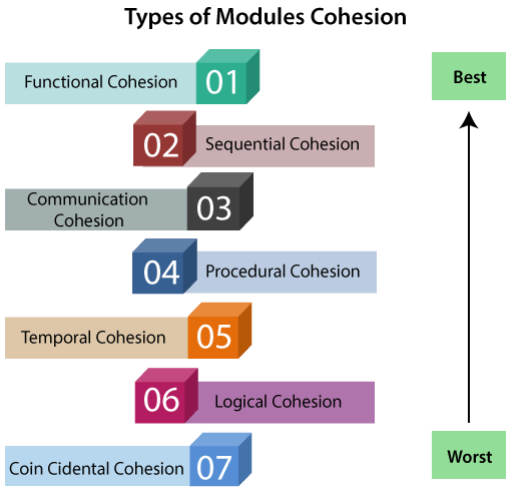 Types of Modules Cohesion
Functional Cohesion 01
Best
02 Sequential Cohesion
Communication
Cohesion
03
04 Procedural Cohesion
Temporal Cohesion 05
06 Logical Cohesion
Coin Cidental Cohesion 07
Worst